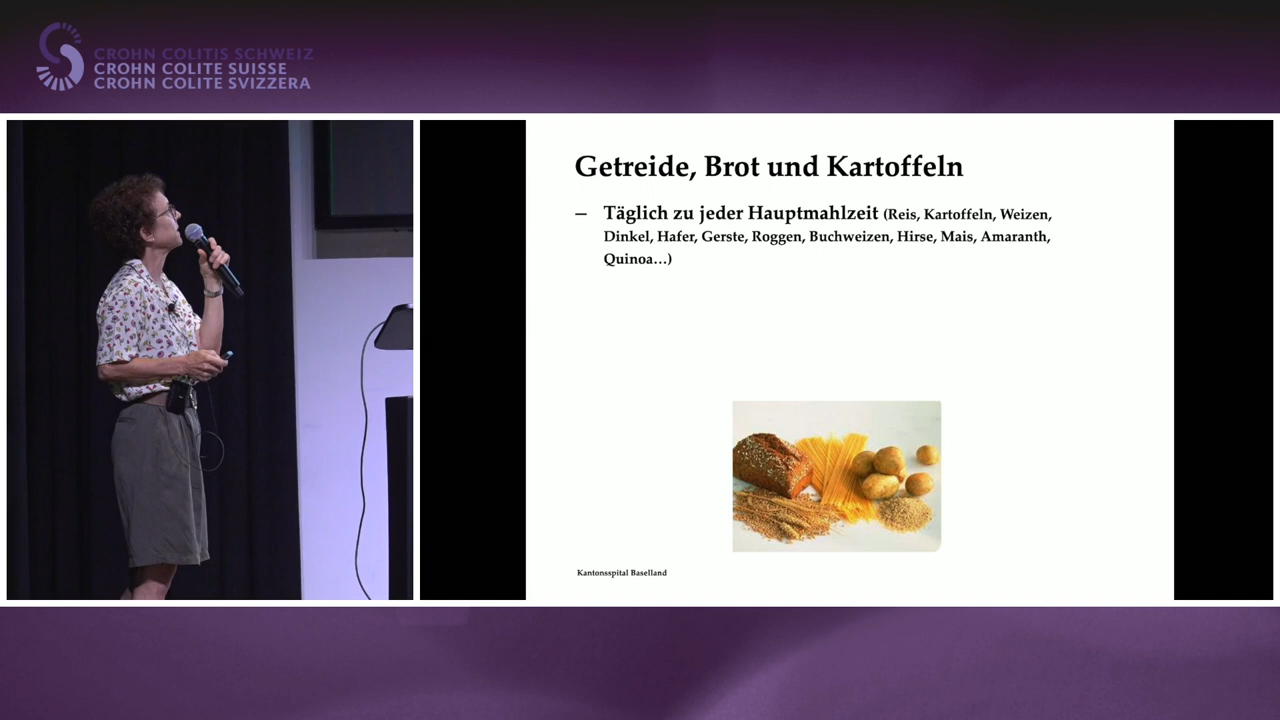 CROHN COLITIS SCHWEIZ
CROHN COLITE SUISSE
CROHN COLITE SVIZZERA
Getreide, Brot und Kartoffeln
– Täglich zu jeder Hauptmahlzeit (Reis, Kartoffeln, Weizen,
Dinkel, Hafer, Gerste, Roggen, Buchweizen, Hirse, Mais, Amaranth,
Quinoa…)
Kantonsspital Baselland